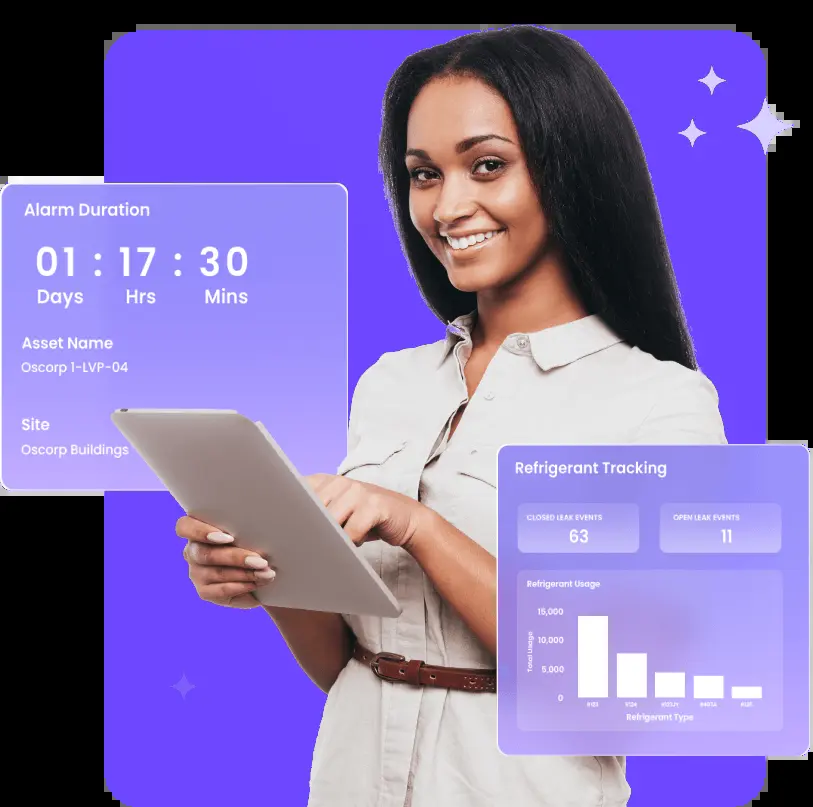 Alarm Duration
01 : 17 : 30
Days Hrs Mins
Asset Name
Oscorp 1-LVP-04
Site
Oscorp Buildings
Refrigerant Tracking
CLOSED LEAK EVENTS
63
OPEN LEAK EVENTS
11
Refrigerant Usage
Total Usage
15,000
10,000
5,000
0
Refrigerant Type